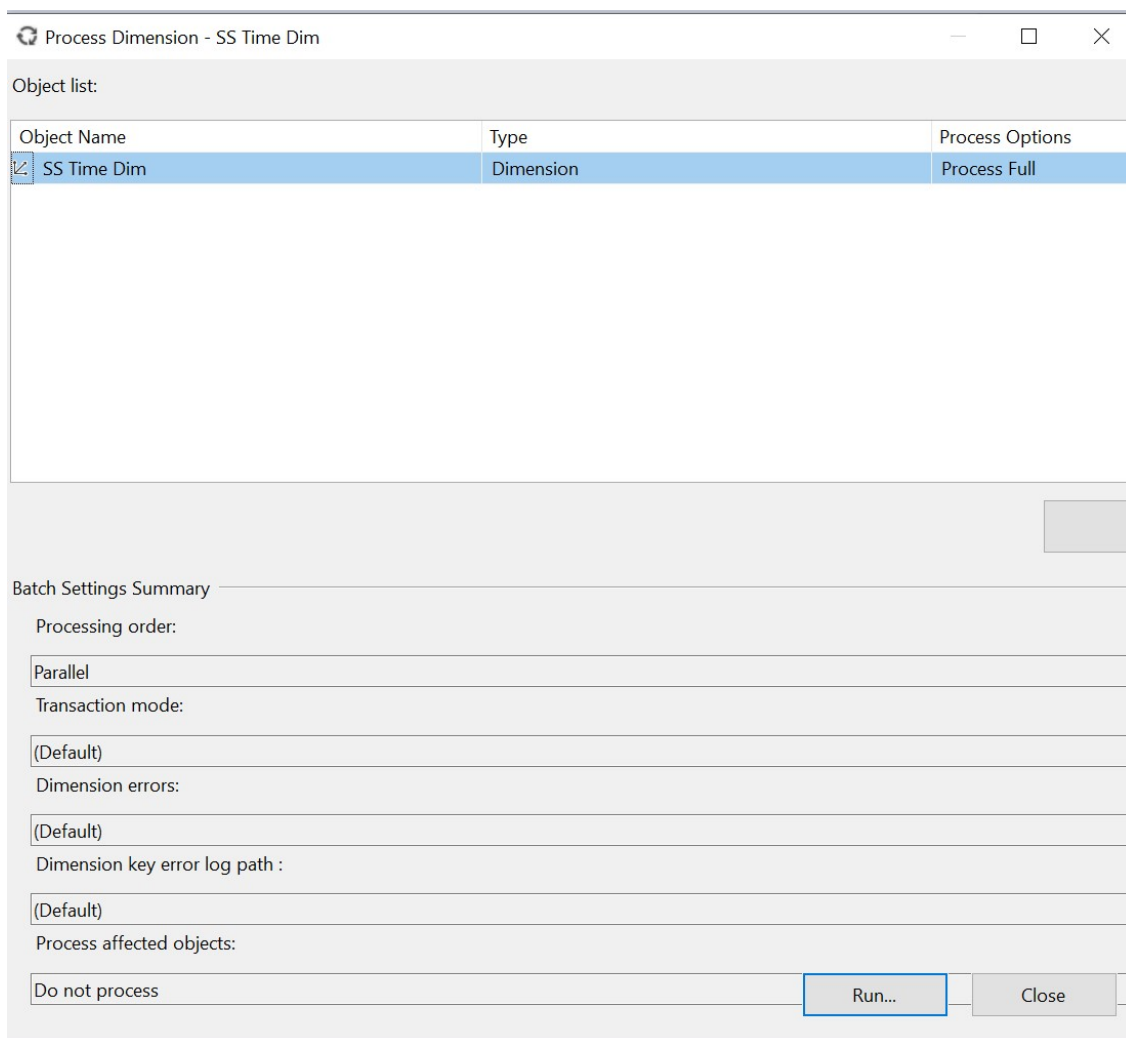 Process Dimension - SS Time Dim
Object list:
Object Name Type Process Options
SS Time Dim Dimension Process Full
Batch Settings Summary
Processing order:
Parallel
Transaction mode:
(Default)
Dimension errors:
(Default)
Dimension key error log path :
(Default)
Process affected objects:
Do not process
Run... Close